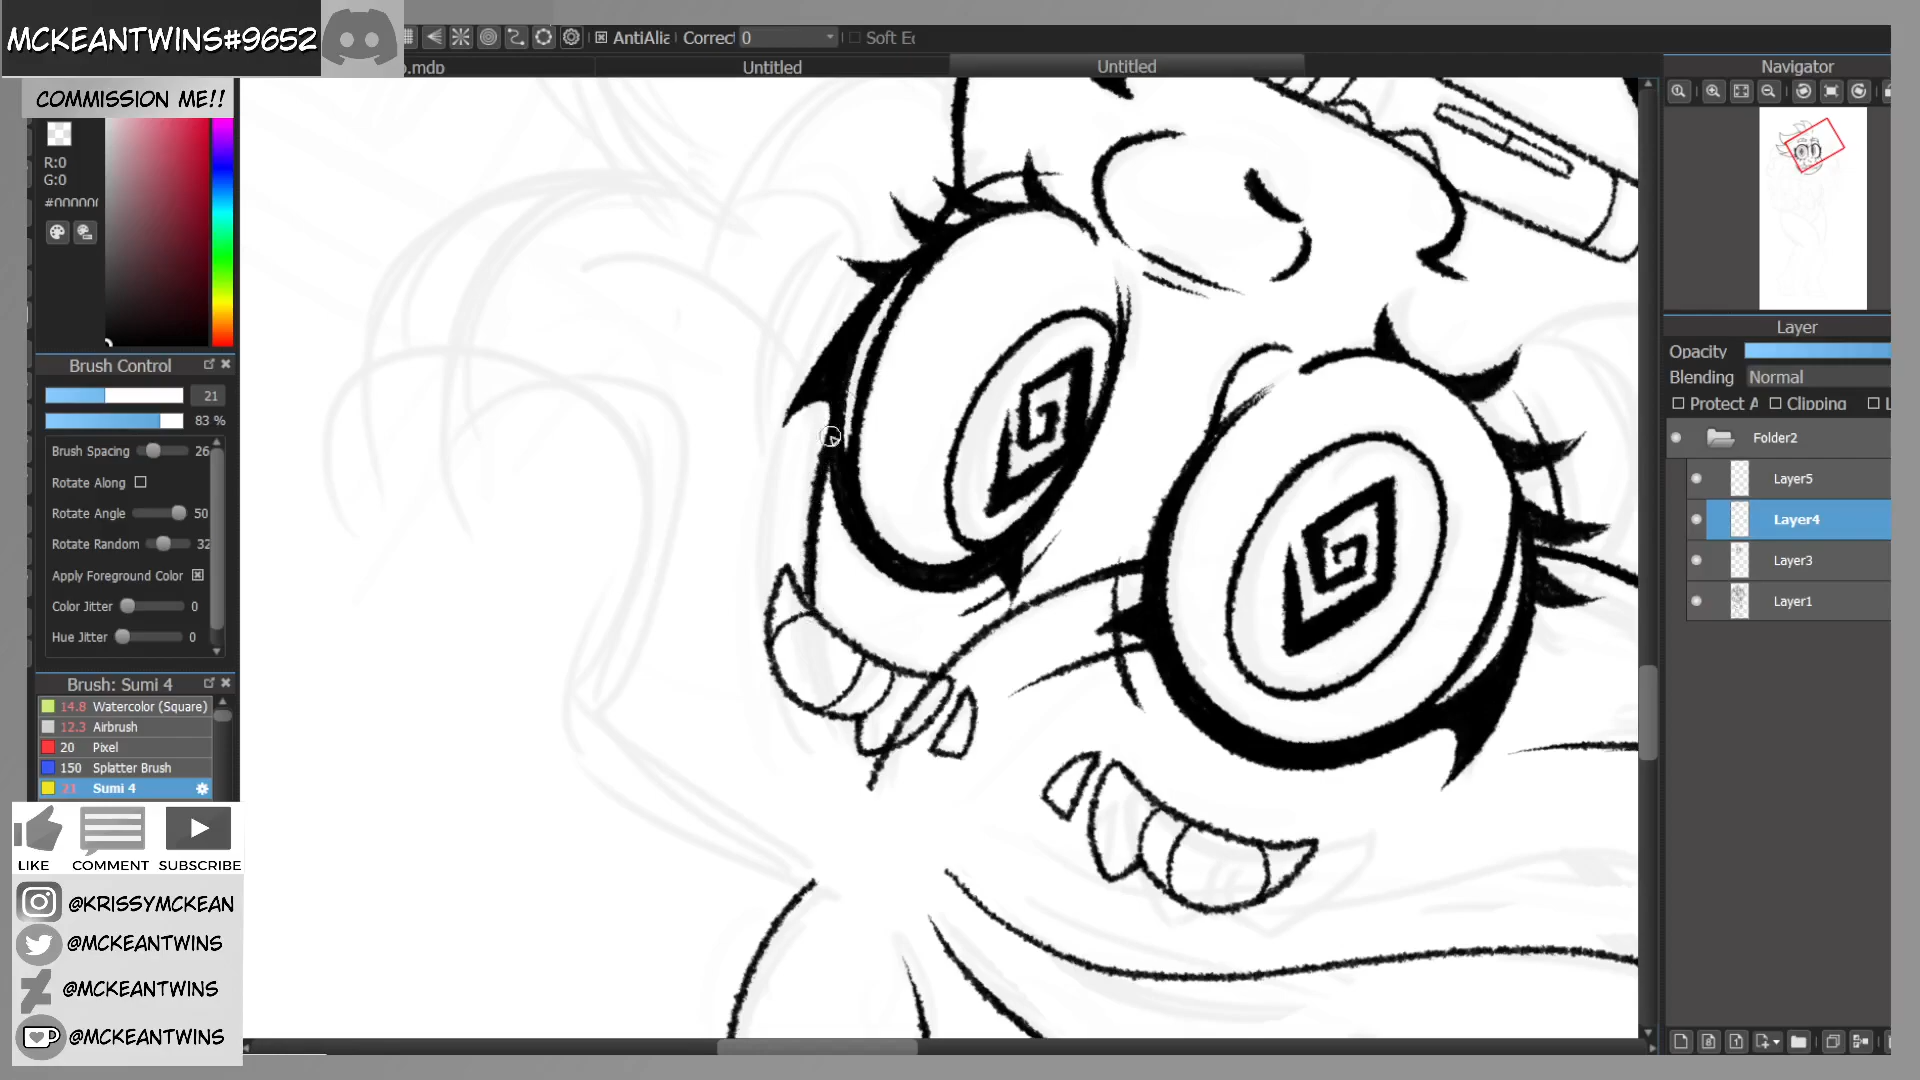 MCKEANTWINS#9652
COMMISSION ME!!
AntiAlia Correct 0 Soft Ec
o.mdp Untitled Untitled
R:0
G:0
#000000
Brush Control
21
83 %
Brush Spacing 26
Rotate Along
Rotate Angle 50
Rotate Random 32
Apply Foreground Color
Color Jitter 0
Hue Jitter 0
Brush: Sumi 4
14.8 Watercolor (Square)
12.3 Airbrush
20 Pixel
150 Splatter Brush
21 Sumi 4
LIKE COMMENT SUBSCRIBE
@KRISSYMCKEAN
@MCKEANTWINS
@MCKEANTWINS
@MCKEANTWINS
Navigator
Layer
Opacity
Blending Normal
Protect A Clipping L
Folder2
Layer5
Layer4
Layer3
Layer1